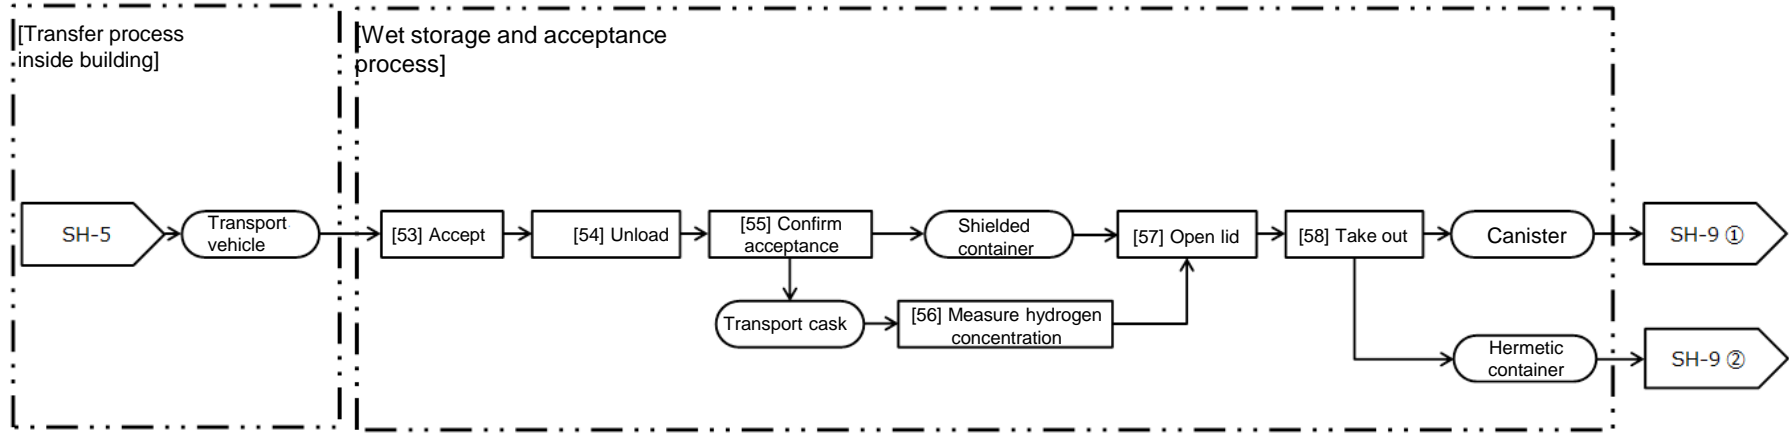 [Transfer process
inside building]
[Wet storage and acceptance
process]
SH-5
Transport
vehicle
[53] Accept
[54] Unload
[55] Confirm
acceptance
Shielded
container
[57] Open lid
[58] Take out
Canister
SH-9 ①
Transport cask
[56] Measure hydrogen
concentration
Hermetic
container
SH-9 ②